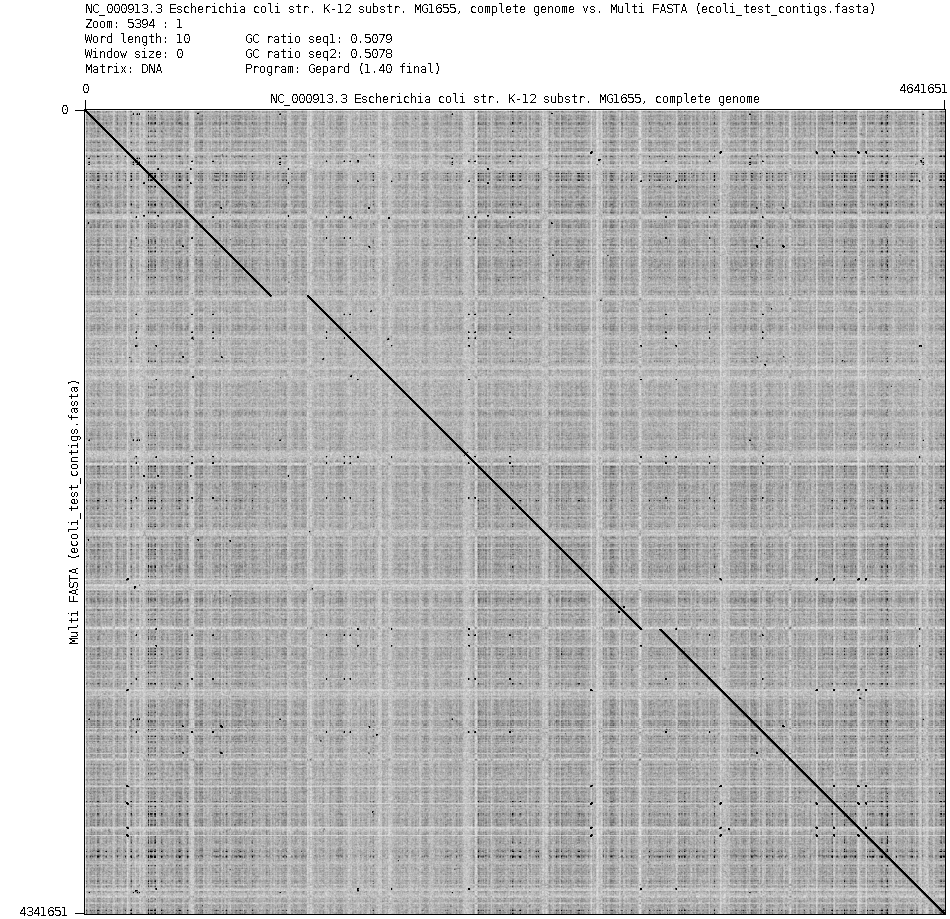 NC_000913.3 Escherichia coli str. K-12 substr. MG1655, complete genome vs. Multi FASTA (ecoli_test_contigs.fasta)
Zoom: 5394 : 1
Word length: 10 GC ratio seq1: 0.5079
Window size: 0 GC ratio seq2: 0.5078
Matrix: DNA Program: Gepard (1.40 final)
0 4641651
NC_000913.3 Escherichia coli str. K-12 substr. MG1655, complete genome
0
Multi FASTA (ecoli_test_contigs.fasta)
4341651